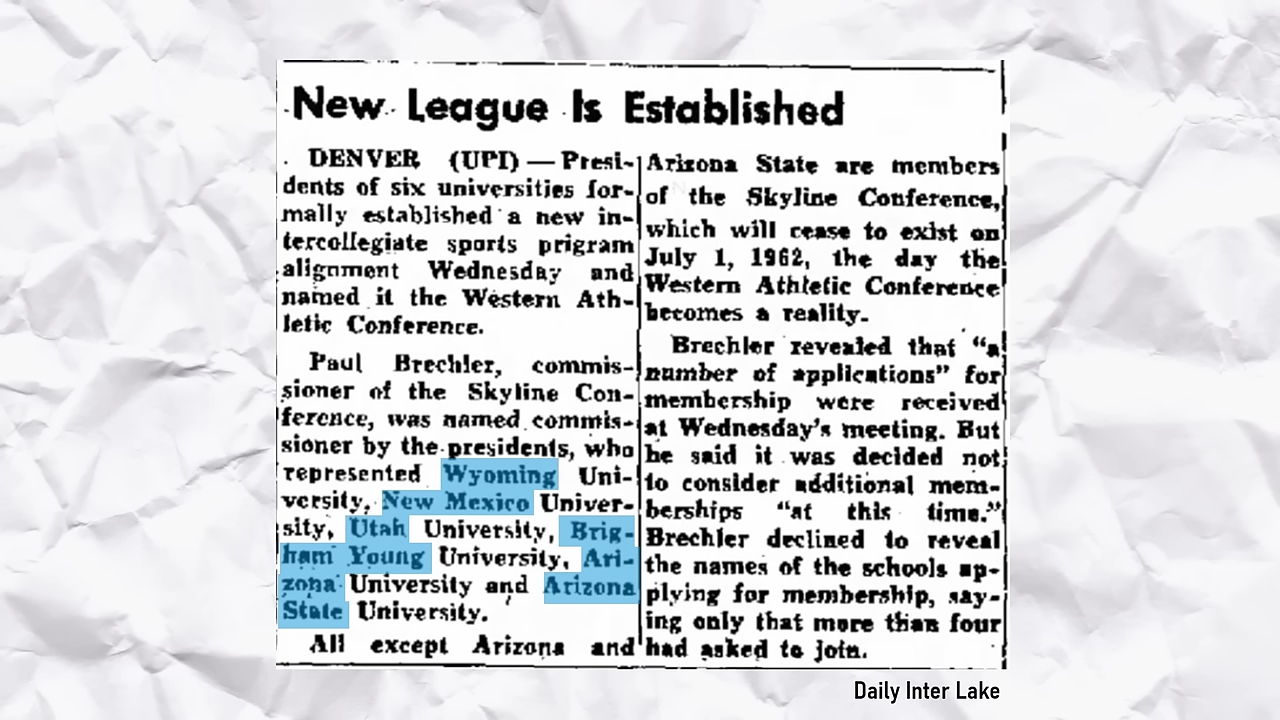 New League Is Established
DENVER (UPI) — Presi-
dents of six universities for-
mally established a new in-
tercollegiate sports prigram
alignment Wednesday and
named it the Western Ath-
letic Conference.
Paul Brechler, commis-
sioner of the Skyline Con-
ference, was named commis-
sioner by the presidents, who
represented Wyoming Uni-
versity, New Mexico Univer-
sity, Utah University, Brig-
ham Young University, Ari-
zona University and Arizona
State University.
All except Arizona and
Arizona State are members
of the Skyline Conference,
which will cease to exist on
July 1, 1962, the day the
Western Athletic Conference
becomes a reality.
Brechler revealed that "a
number of applications" for
membership were received
at Wednesday's meeting. But
he said it was decided not
to consider additional mem-
berships "at this time."
Brechler declined to reveal
the names of the schools ap-
plying for membership, say-
ing only that more than four
had asked to join.
Daily Inter Lake